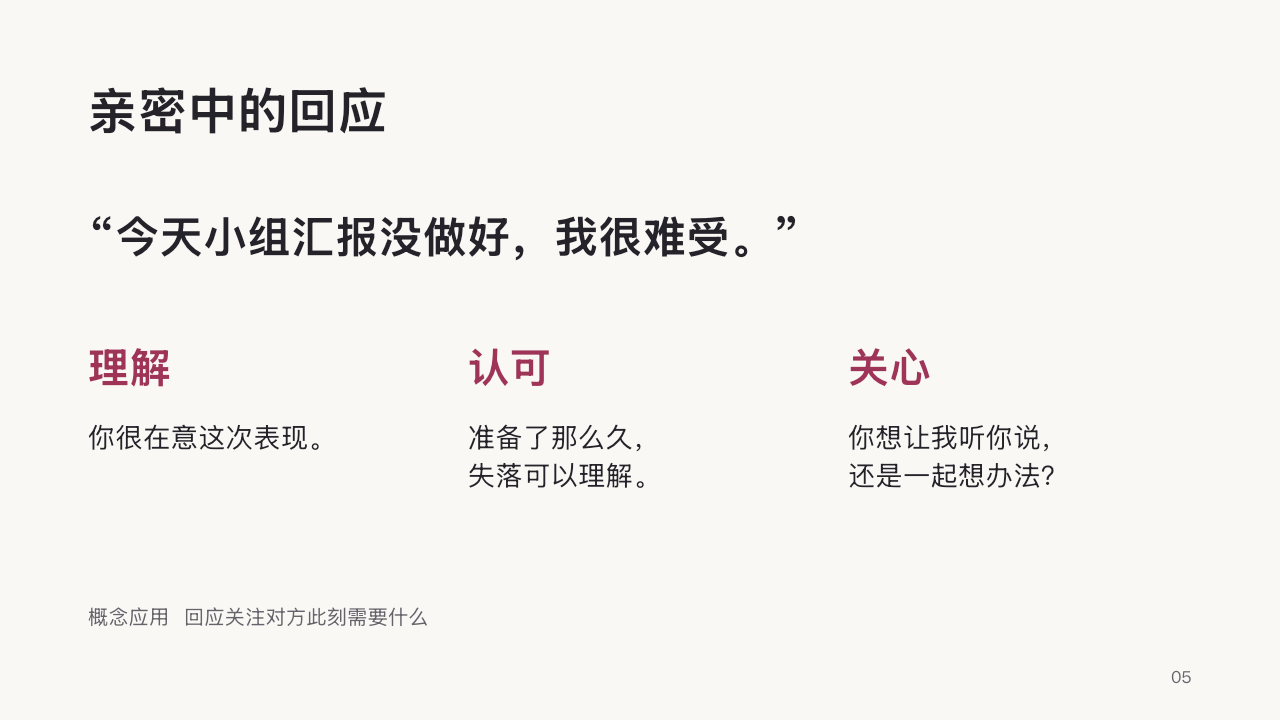 亲密中的回应
“今天小组汇报没做好，我很难受。”
理解
你很在意这次表现。
认可
准备了那么久，
失落可以理解。
关心
你想让我听你说，
还是一起想办法？
概念应用 回应关注对方此刻需要什么
05